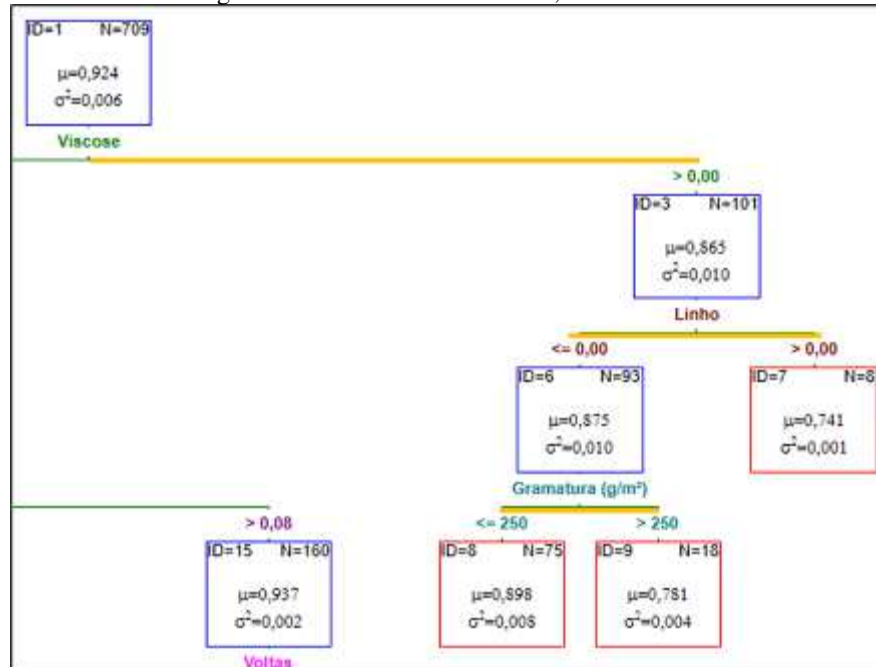 ID=1 N=709
μ=0,924
σ²=0,006
Viscose
> 0,00
ID=3 N=101
μ=0,865
σ²=0,010
Linho
<= 0,00 > 0,00
ID=6 N=93 ID=7 N=8
μ=0,875 μ=0,741
σ²=0,010 σ²=0,001
Gramatura (g/m²)
> 0,08 <= 250 > 250
ID=15 N=160 ID=8 N=75 ID=9 N=18
μ=0,937 μ=0,898 μ=0,781
σ²=0,002 σ²=0,008 σ²=0,004
Voltas